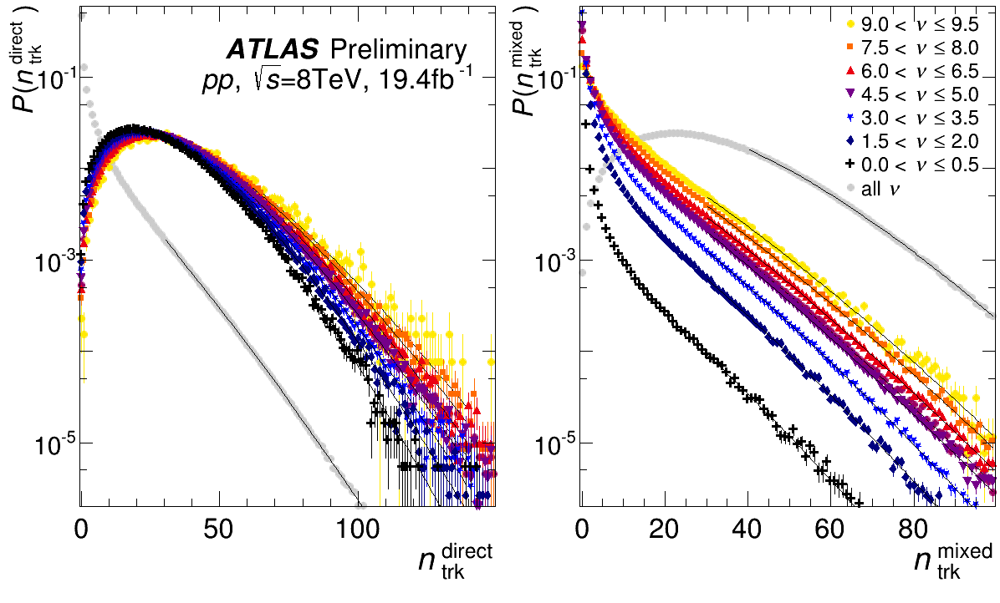 P(n_trk^direct)
ATLAS Preliminary
pp, √s=8TeV, 19.4fb⁻¹
10⁻¹
10⁻³
10⁻⁵
0 50 100
n_trk^direct
P(n_trk^mixed)
9.0 < ν ≤ 9.5
7.5 < ν ≤ 8.0
6.0 < ν ≤ 6.5
4.5 < ν ≤ 5.0
3.0 < ν ≤ 3.5
1.5 < ν ≤ 2.0
0.0 < ν ≤ 0.5
all ν
10⁻¹
10⁻³
10⁻⁵
0 20 40 60 80
n_trk^mixed